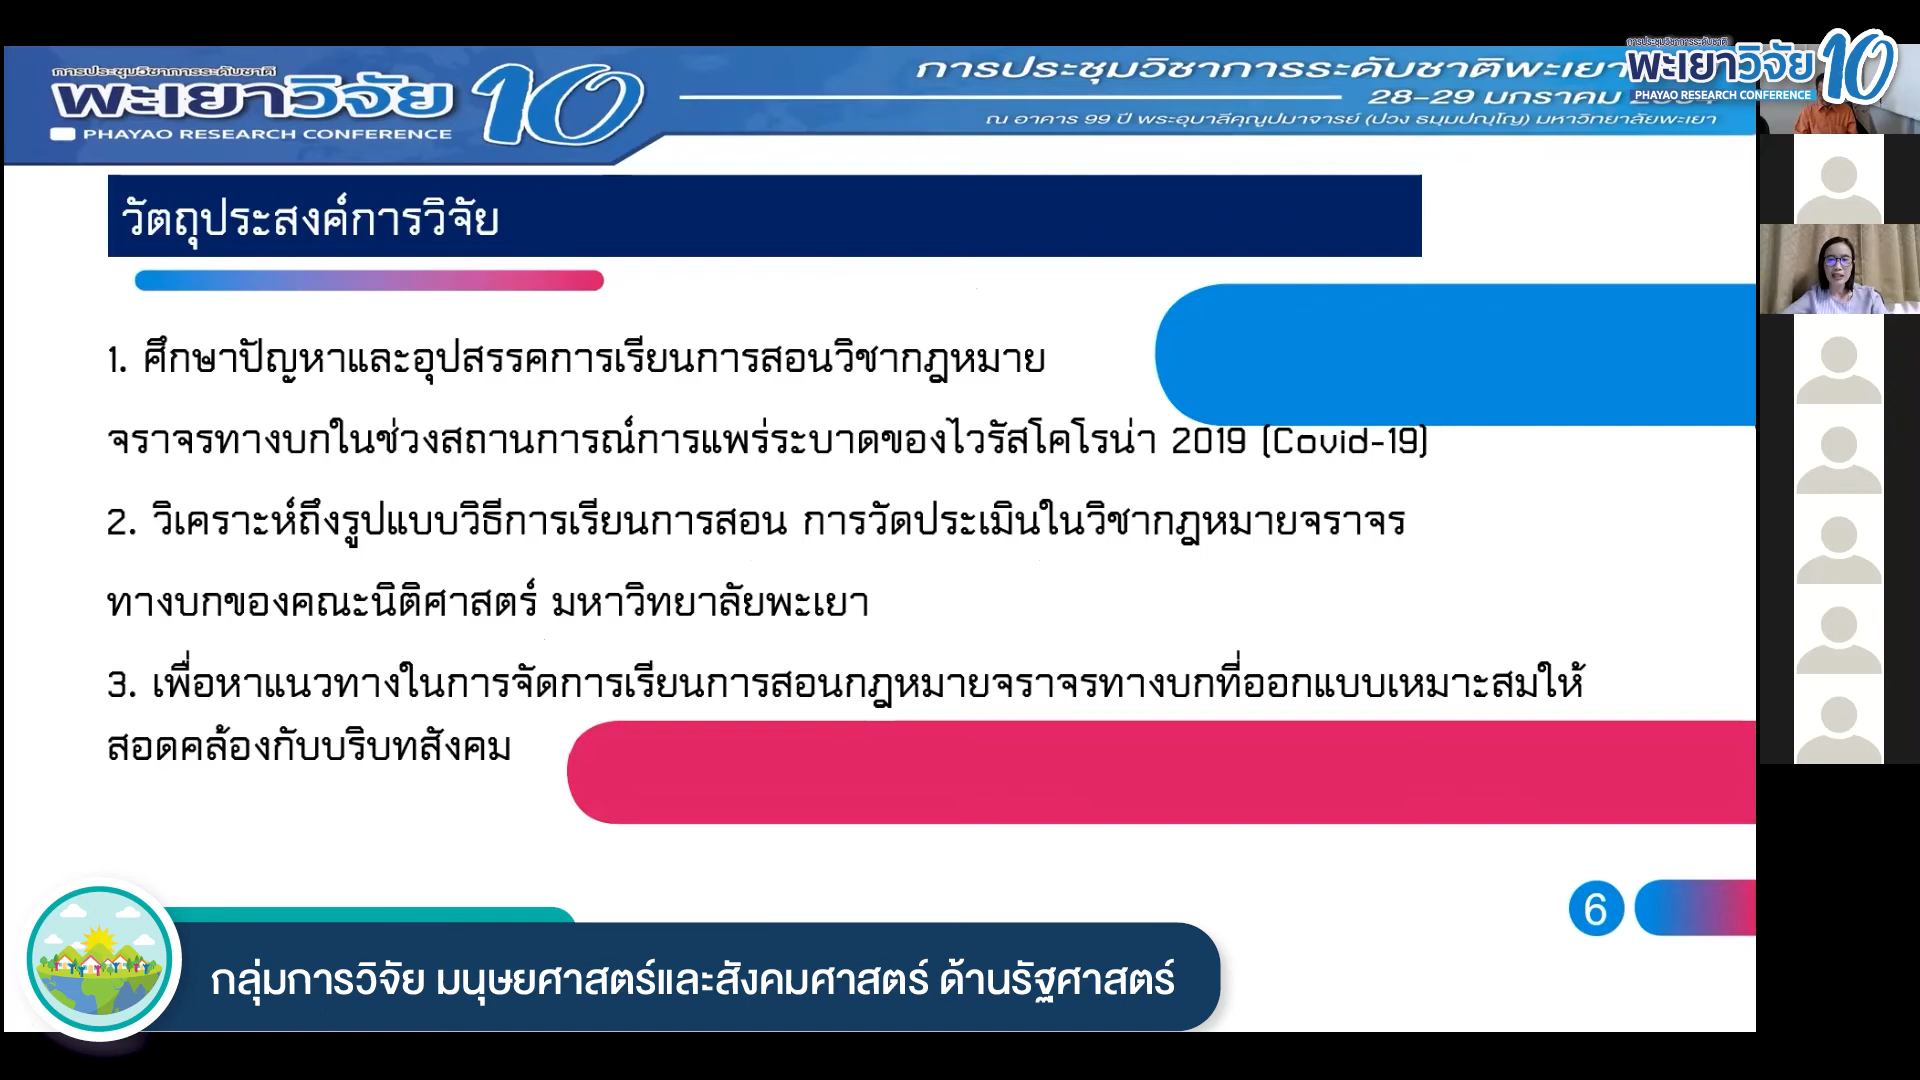 การประชุมวิชาการระดับชาติ
พะเยาวิจัย 10
PHAYAO RESEARCH CONFERENCE
การประชุมวิชาการระดับชาติพะเยา
28-29 มกราคม
ณ อาคาร 99 ปี พระอุบาลีคุณูปมาจารย์ (ปวง ธมฺมปญฺโญ) มหาวิทยาลัยพะเยา
การประชุมวิชาการระดับชาติ
พะเยาวิจัย 10
PHAYAO RESEARCH CONFERENCE
วัตถุประสงค์การวิจัย
1. ศึกษาปัญหาและอุปสรรคการเรียนการสอนวิชากฎหมาย
จราจรทางบกในช่วงสถานการณ์การแพร่ระบาดของไวรัสโคโรน่า 2019 (Covid-19)
2. วิเคราะห์ถึงรูปแบบวิธีการเรียนการสอน การวัดประเมินในวิชากฎหมายจราจร
ทางบกของคณะนิติศาสตร์ มหาวิทยาลัยพะเยา
3. เพื่อหาแนวทางในการจัดการเรียนการสอนกฎหมายจราจรทางบกที่ออกแบบเหมาะสมให้
สอดคล้องกับบริบทสังคม
6
กลุ่มการวิจัย มนุษยศาสตร์และสังคมศาสตร์ ด้านรัฐศาสตร์